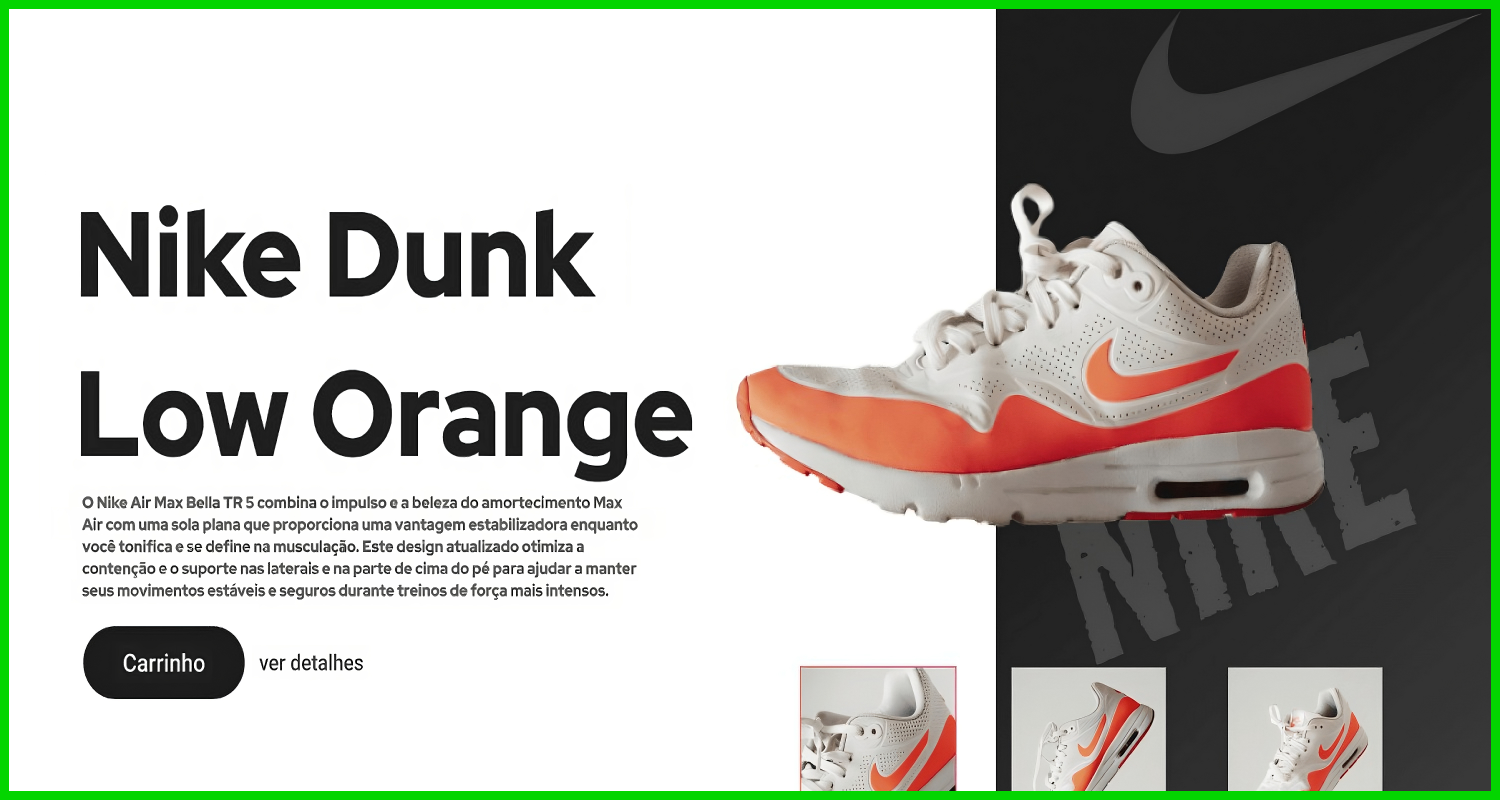 Nike Dunk
Low Orange
O Nike Air Max Bella TR 5 combina o impulso e a beleza do amortecimento Max
Air com uma sola plana que proporciona uma vantagem estabilizadora enquanto
você tonifica e se define na musculação. Este design atualizado otimiza a
contenção e o suporte nas laterais e na parte de cima do pé para ajudar a manter
seus movimentos estáveis e seguros durante treinos de força mais intensos.
Carrinho
ver detalhes
NIKE